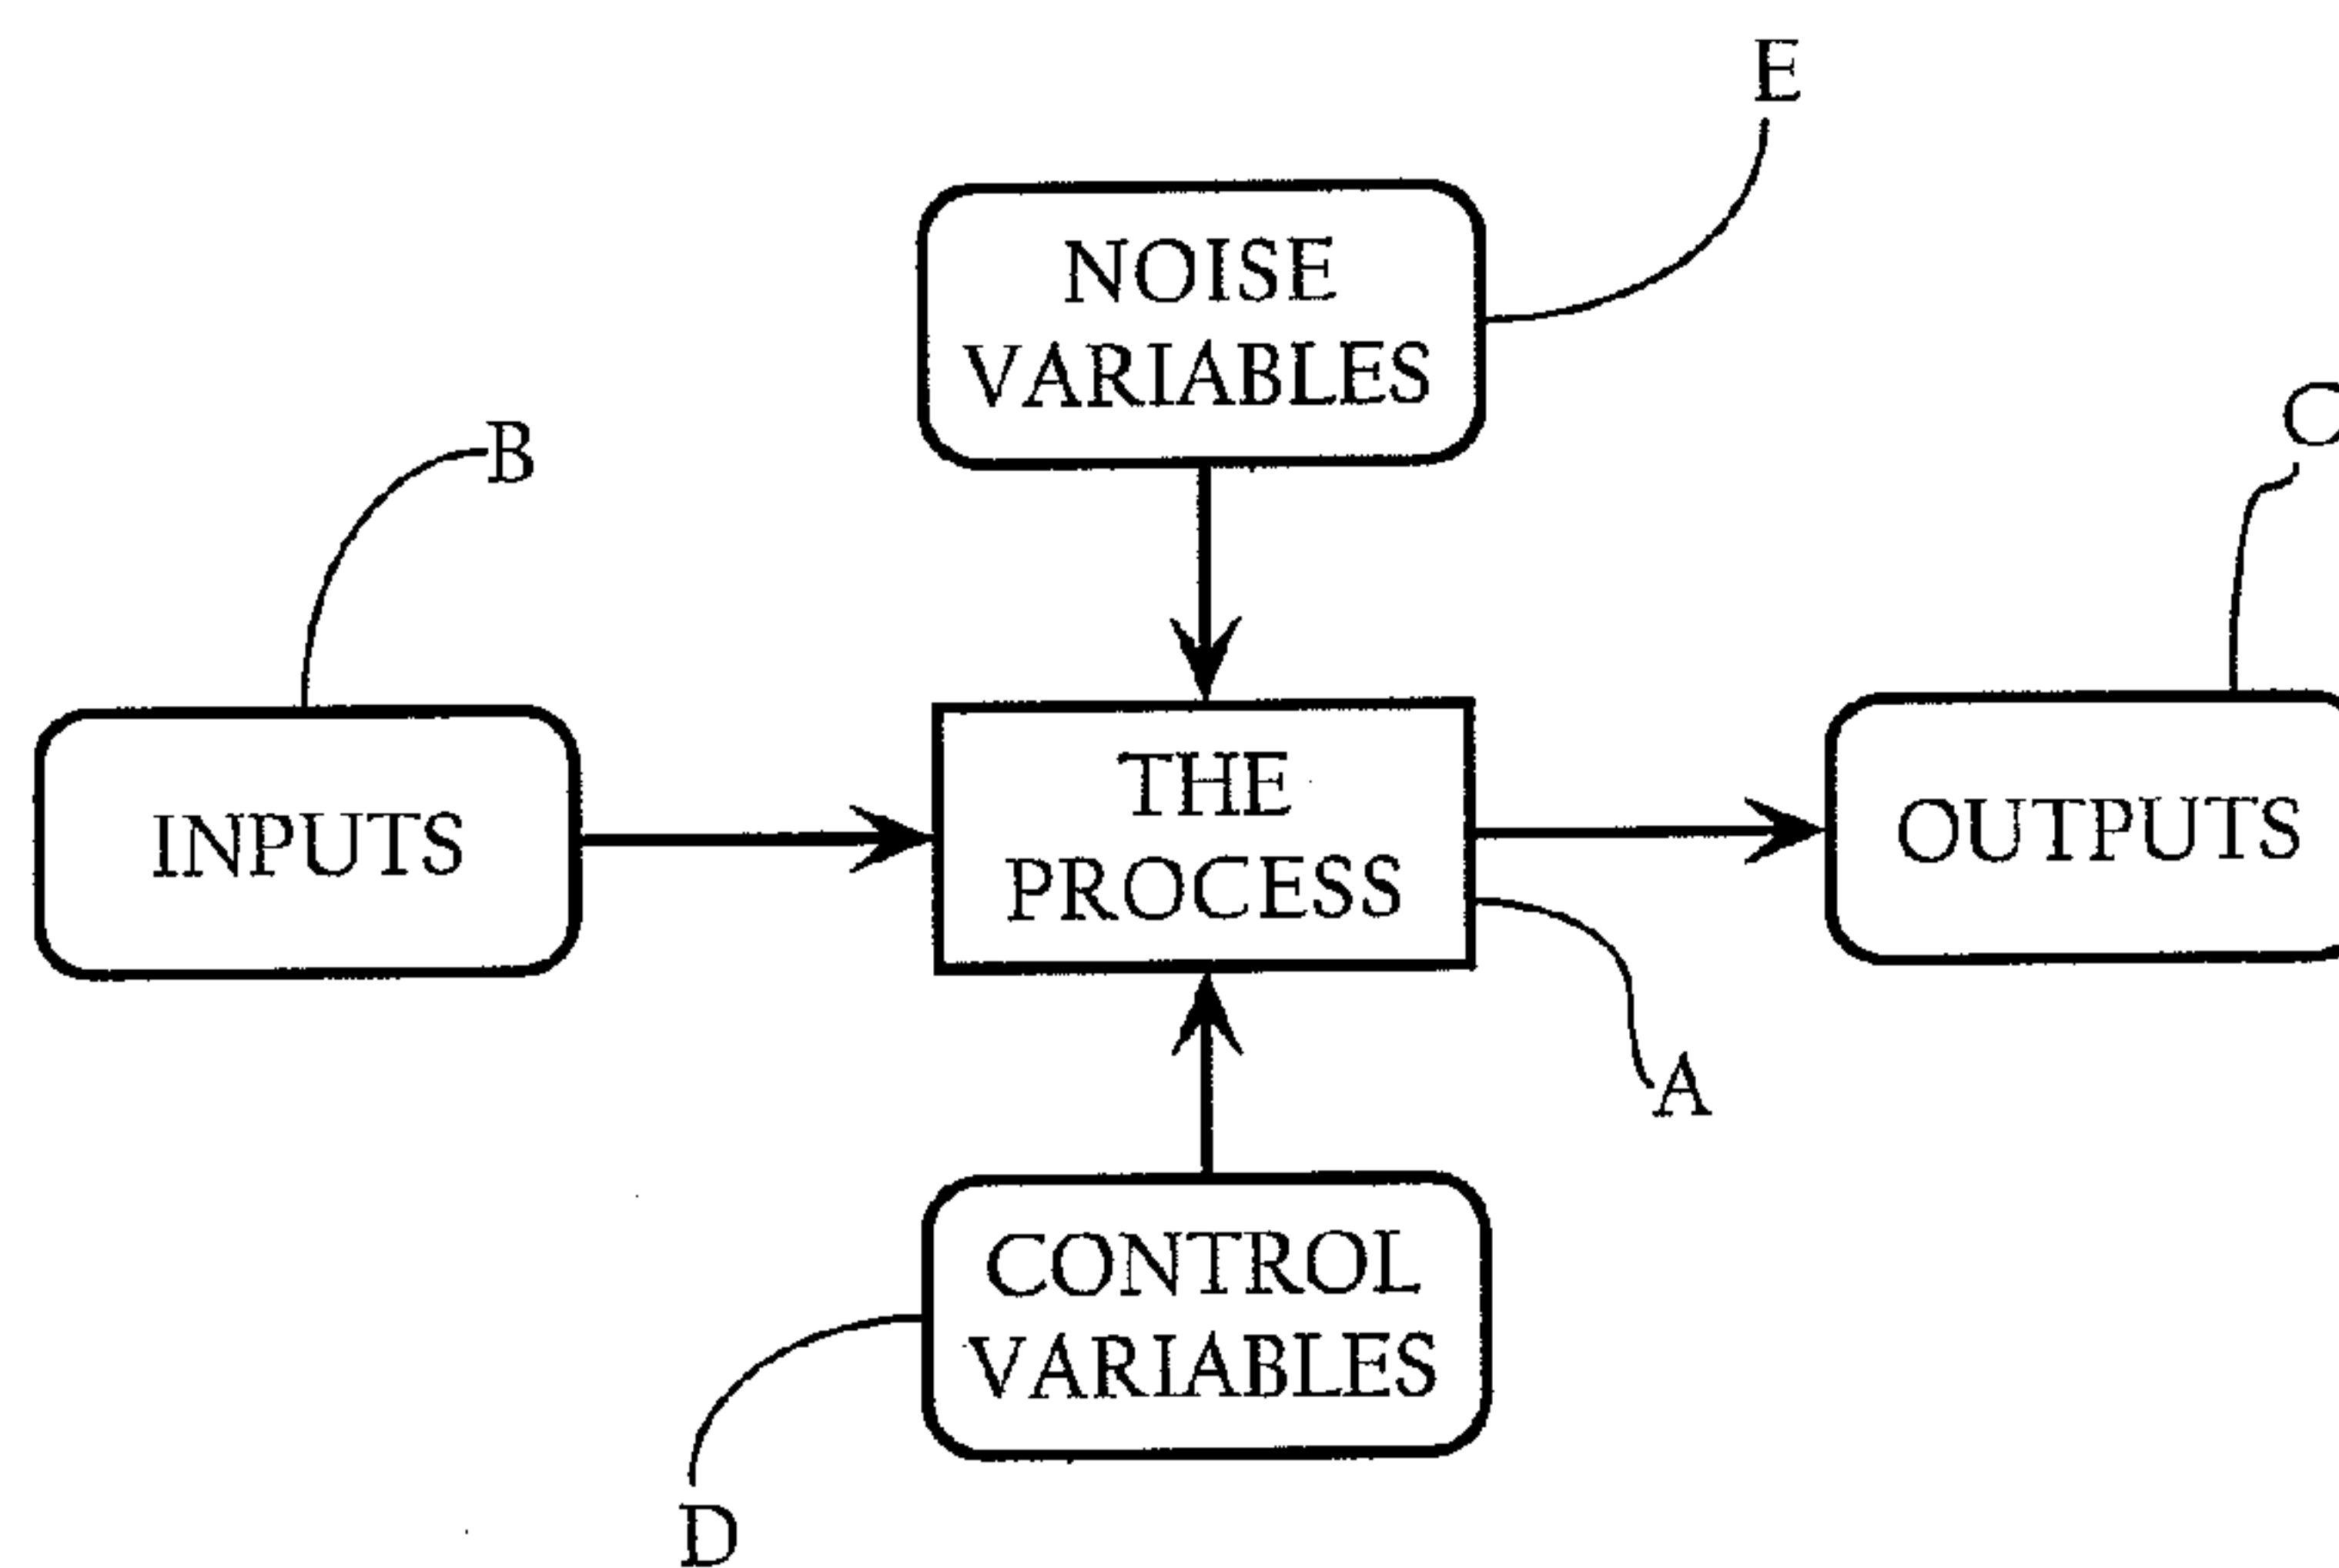 E
NOISE
VARIABLES
B
C
INPUTS
THE
PROCESS
OUTPUTS
A
CONTROL
VARIABLES
D